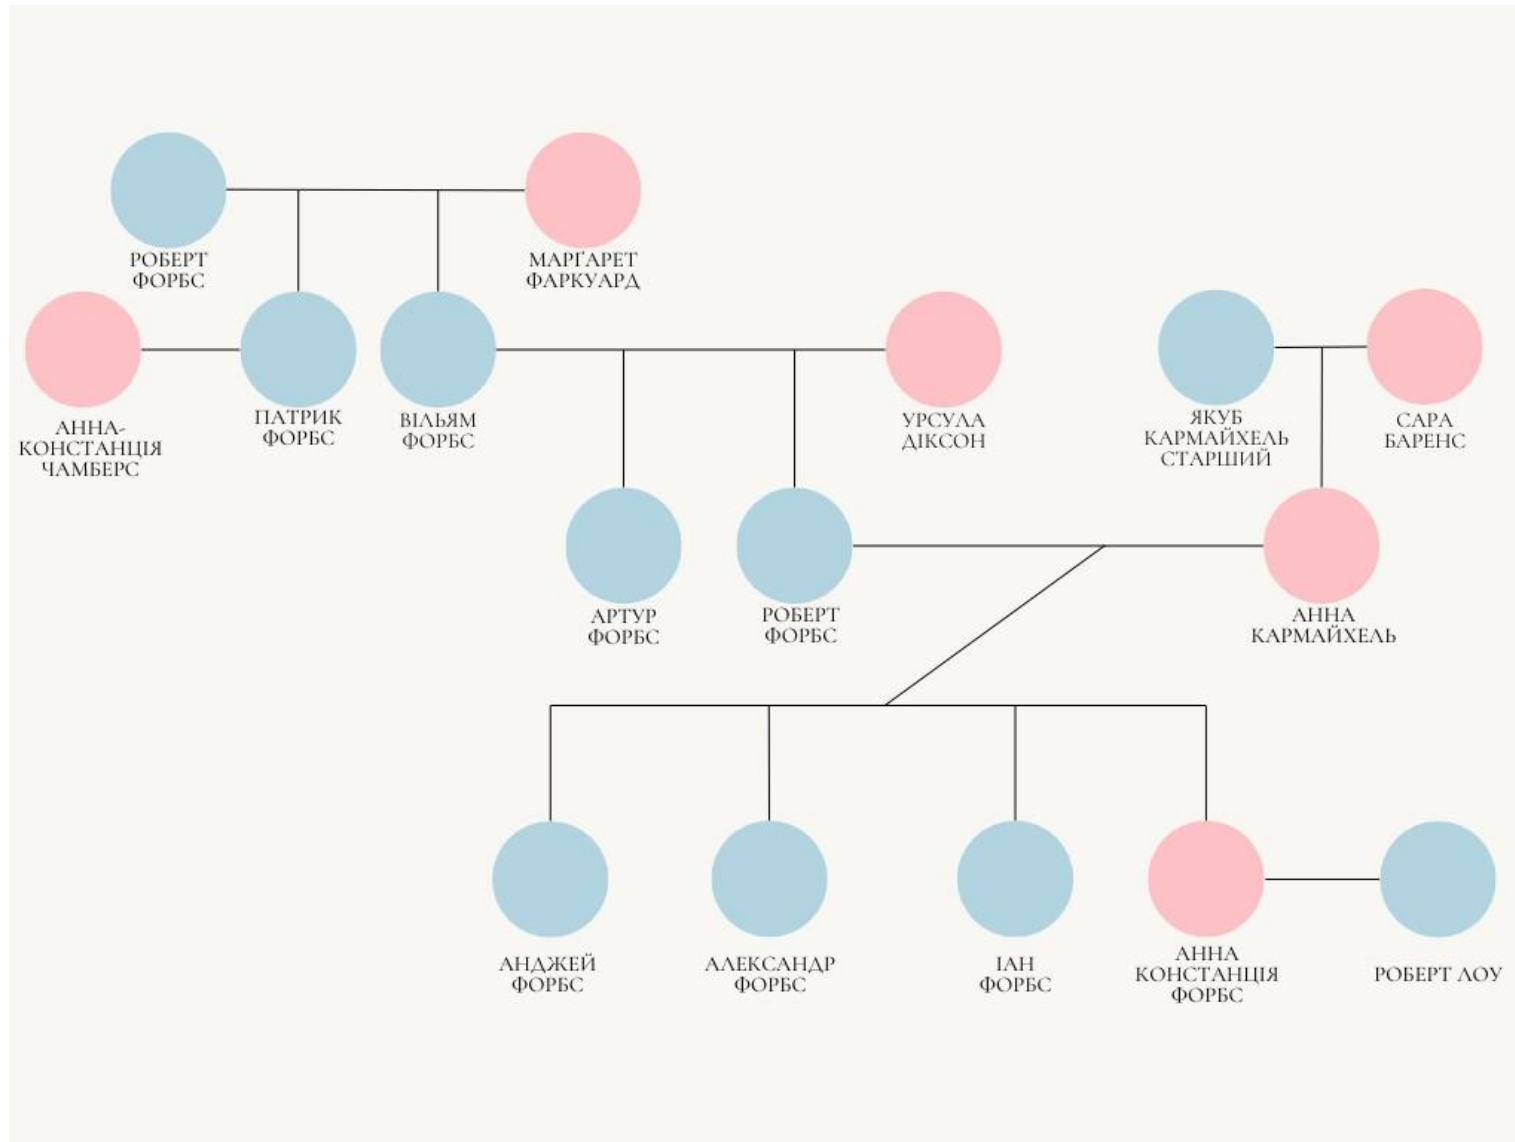 РОБЕРТ
ФОРБС
МАРҐАРЕТ
ФАРКУАРД
АННА-
КОНСТАНЦІЯ
ЧАМБЕРС
ПАТРИК
ФОРБС
ВІЛЬЯМ
ФОРБС
УРСУЛА
ДІКСОН
ЯКУБ
КАРМАЙХЕЛЬ
СТАРШИЙ
САРА
БАРЕНС
АРТУР
ФОРБС
РОБЕРТ
ФОРБС
АННА
КАРМАЙХЕЛЬ
АНДЖЕЙ
ФОРБС
АЛЕКСАНДР
ФОРБС
ІАН
ФОРБС
АННА
КОНСТАНЦІЯ
ФОРБС
РОБЕРТ ЛОУ